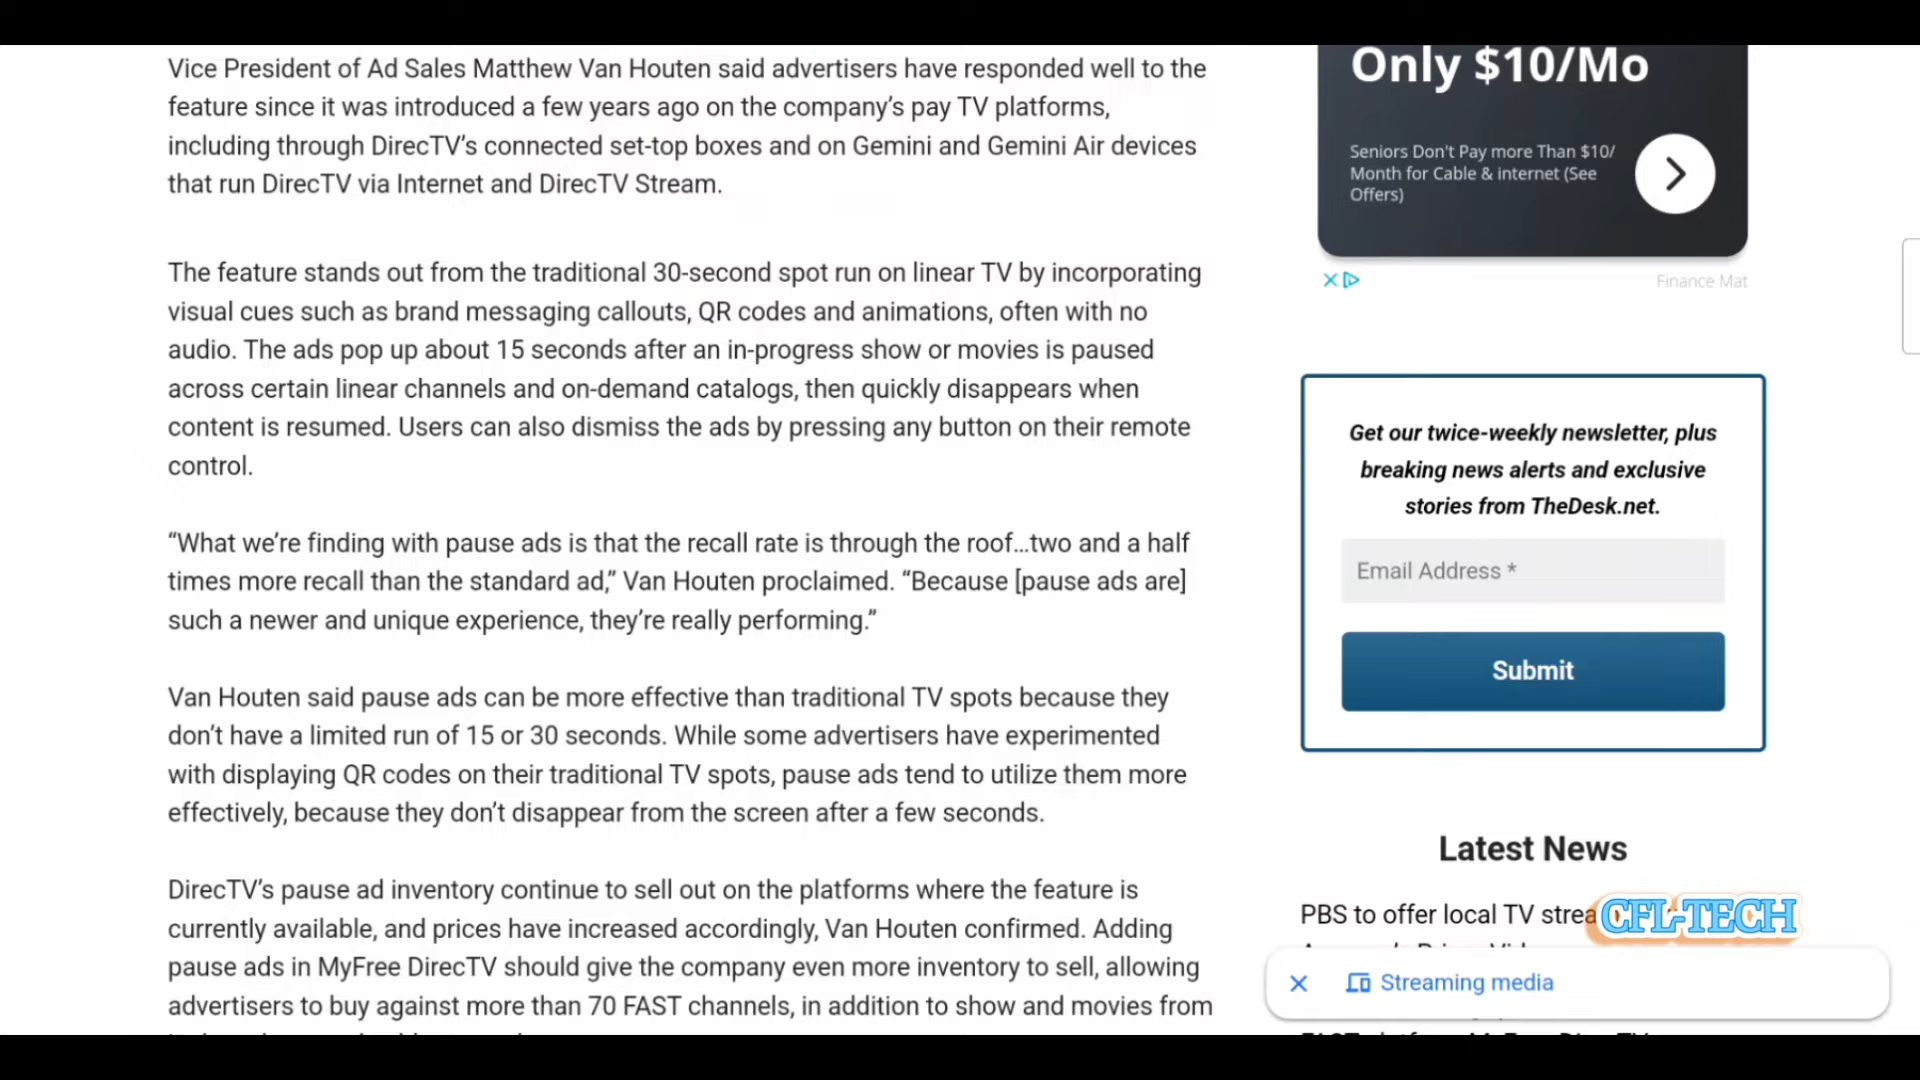 Vice President of Ad Sales Matthew Van Houten said advertisers have responded well to the
feature since it was introduced a few years ago on the company’s pay TV platforms,
including through DirecTV’s connected set-top boxes and on Gemini and Gemini Air devices
that run DirecTV via Internet and DirecTV Stream.
The feature stands out from the traditional 30-second spot run on linear TV by incorporating
visual cues such as brand messaging callouts, QR codes and animations, often with no
audio. The ads pop up about 15 seconds after an in-progress show or movies is paused
across certain linear channels and on-demand catalogs, then quickly disappears when
content is resumed. Users can also dismiss the ads by pressing any button on their remote
control.
“What we’re finding with pause ads is that the recall rate is through the roof…two and a half
times more recall than the standard ad,” Van Houten proclaimed. “Because [pause ads are]
such a newer and unique experience, they’re really performing.”
Van Houten said pause ads can be more effective than traditional TV spots because they
don’t have a limited run of 15 or 30 seconds. While some advertisers have experimented
with displaying QR codes on their traditional TV spots, pause ads tend to utilize them more
effectively, because they don’t disappear from the screen after a few seconds.
DirecTV’s pause ad inventory continue to sell out on the platforms where the feature is
currently available, and prices have increased accordingly, Van Houten confirmed. Adding
pause ads in MyFree DirecTV should give the company even more inventory to sell, allowing
advertisers to buy against more than 70 FAST channels, in addition to show and movies from
Only $10/Mo
Seniors Don't Pay more Than $10/
Month for Cable & internet (See
Offers)
Finance Mat
Get our twice-weekly newsletter, plus
breaking news alerts and exclusive
stories from TheDesk.net.
Email Address *
Submit
Latest News
PBS to offer local TV
CFL-TECH
Streaming media